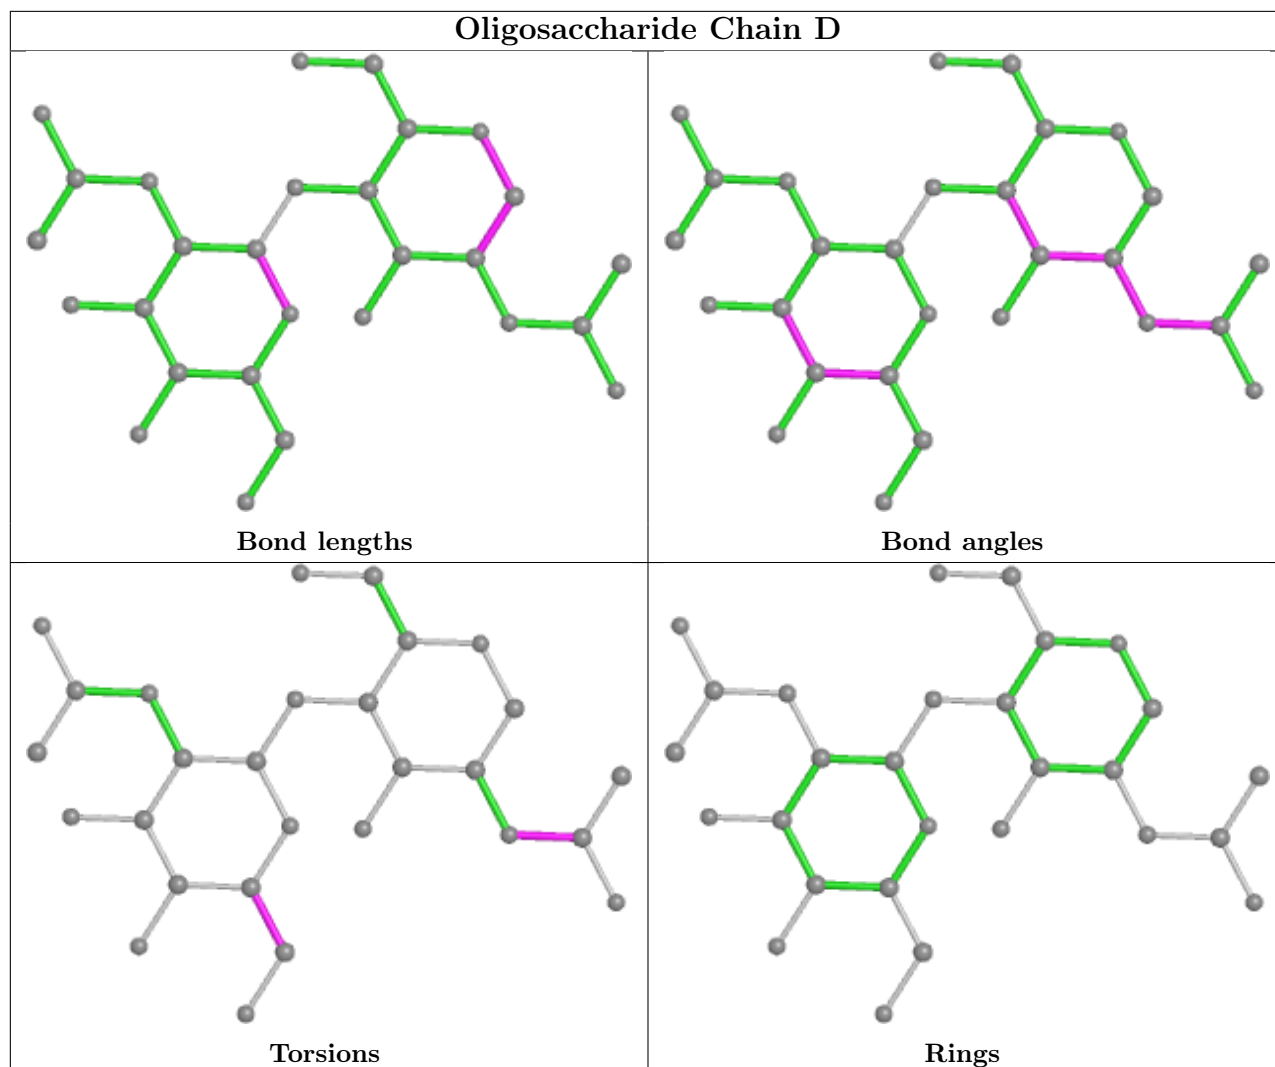 Oligosaccharide Chain D
Bond lengths
Bond angles
Torsions
Rings